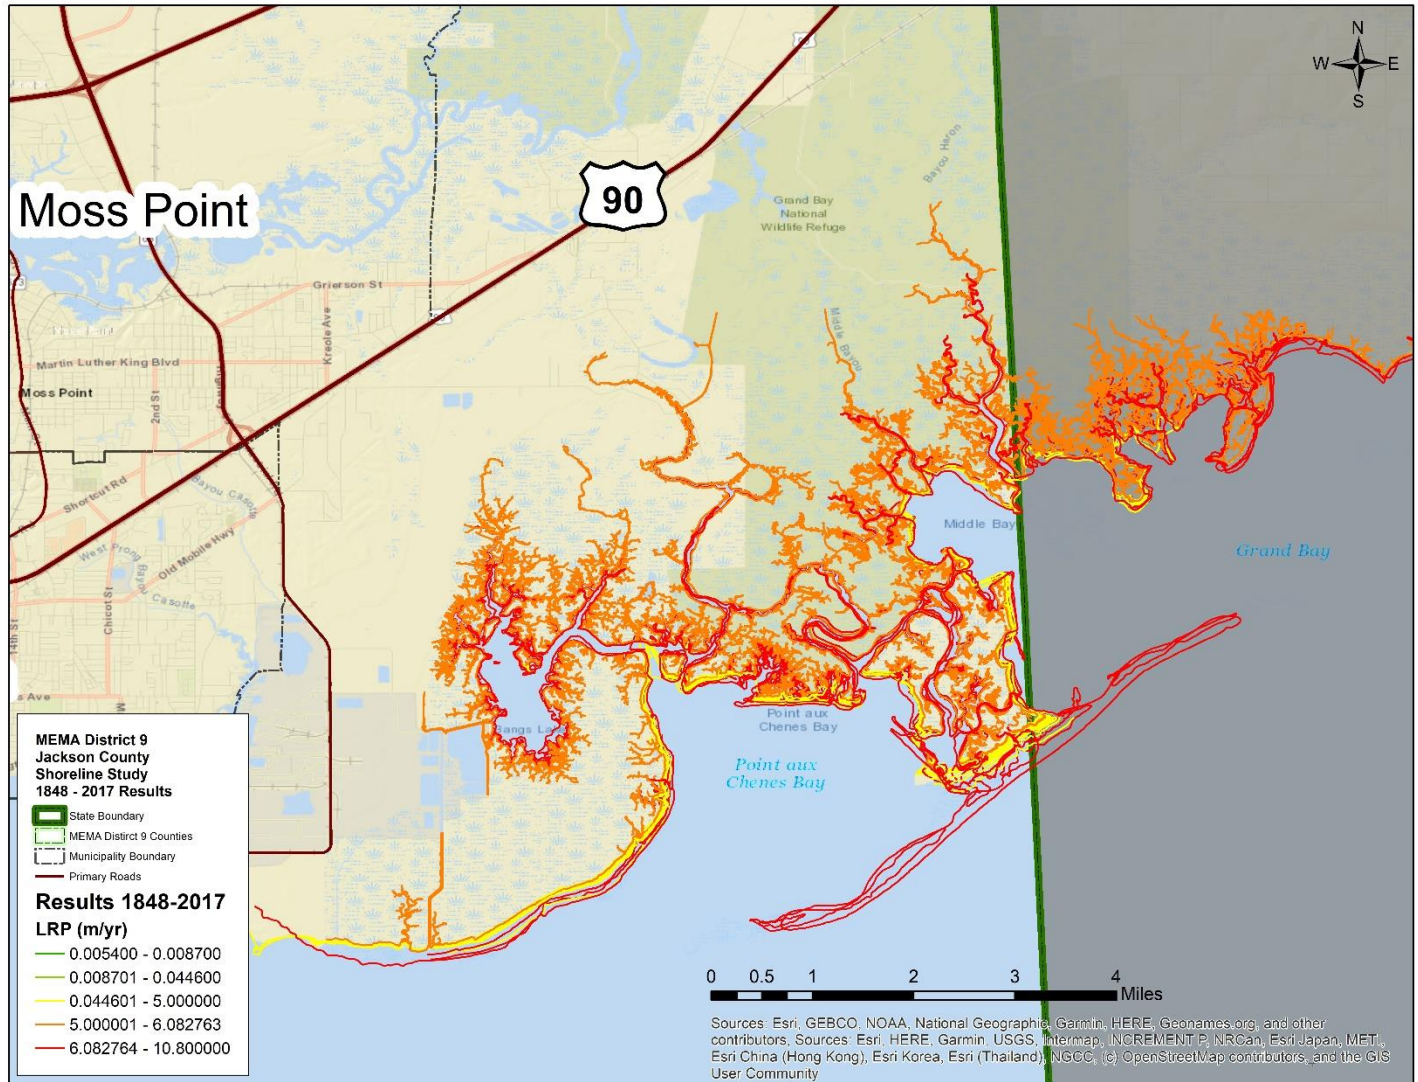 N
W E
S
Moss Point
90
Grand Bay
National
Wildlife Refuge
Bayou Haron
Middle Bayou
Grierson St
Kreole Ave
Martin Luther King Blvd
Moss Point
2nd St
Shortcut Rd
Bayou Casotte
Old Mobile Hwy
West Prong Bayou Casotte
Chicot St
14th St
s Ave
Middle Bay
Grand Bay
Bangs Lake
Point aux
Chenes Bay
Point aux
Chenes Bay
MEMA District 9
Jackson County
Shoreline Study
1848 - 2017 Results
State Boundary
MEMA Distirct 9 Counties
Municipality Boundary
Primary Roads
Results 1848-2017
LRP (m/yr)
0.005400 - 0.008700
0.008701 - 0.044600
0.044601 - 5.000000
5.000001 - 6.082763
6.082764 - 10.800000
0 0.5 1 2 3 4
Miles
Sources: Esri, GEBCO, NOAA, National Geographic, Garmin, HERE, Geonames.org, and other
contributors, Sources: Esri, HERE, Garmin, USGS, Intermap, INCREMENT P, NRCan, Esri Japan, METI,
Esri China (Hong Kong), Esri Korea, Esri (Thailand), NGCC, (c) OpenStreetMap contributors, and the GIS
User Community